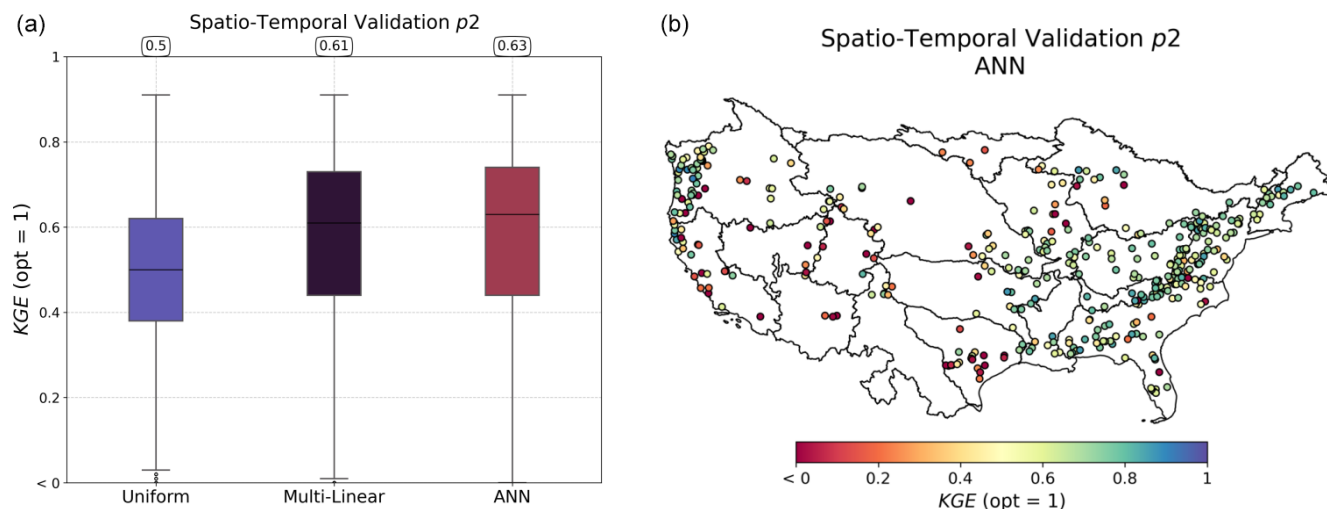 (a)
Spatio-Temporal Validation p2
0.5 0.61 0.63
1
0.8
0.6
0.4
0.2
< 0
KGE (opt = 1)
Uniform Multi-Linear ANN
(b)
Spatio-Temporal Validation p2
ANN
< 0 0.2 0.4 0.6 0.8 1
KGE (opt = 1)